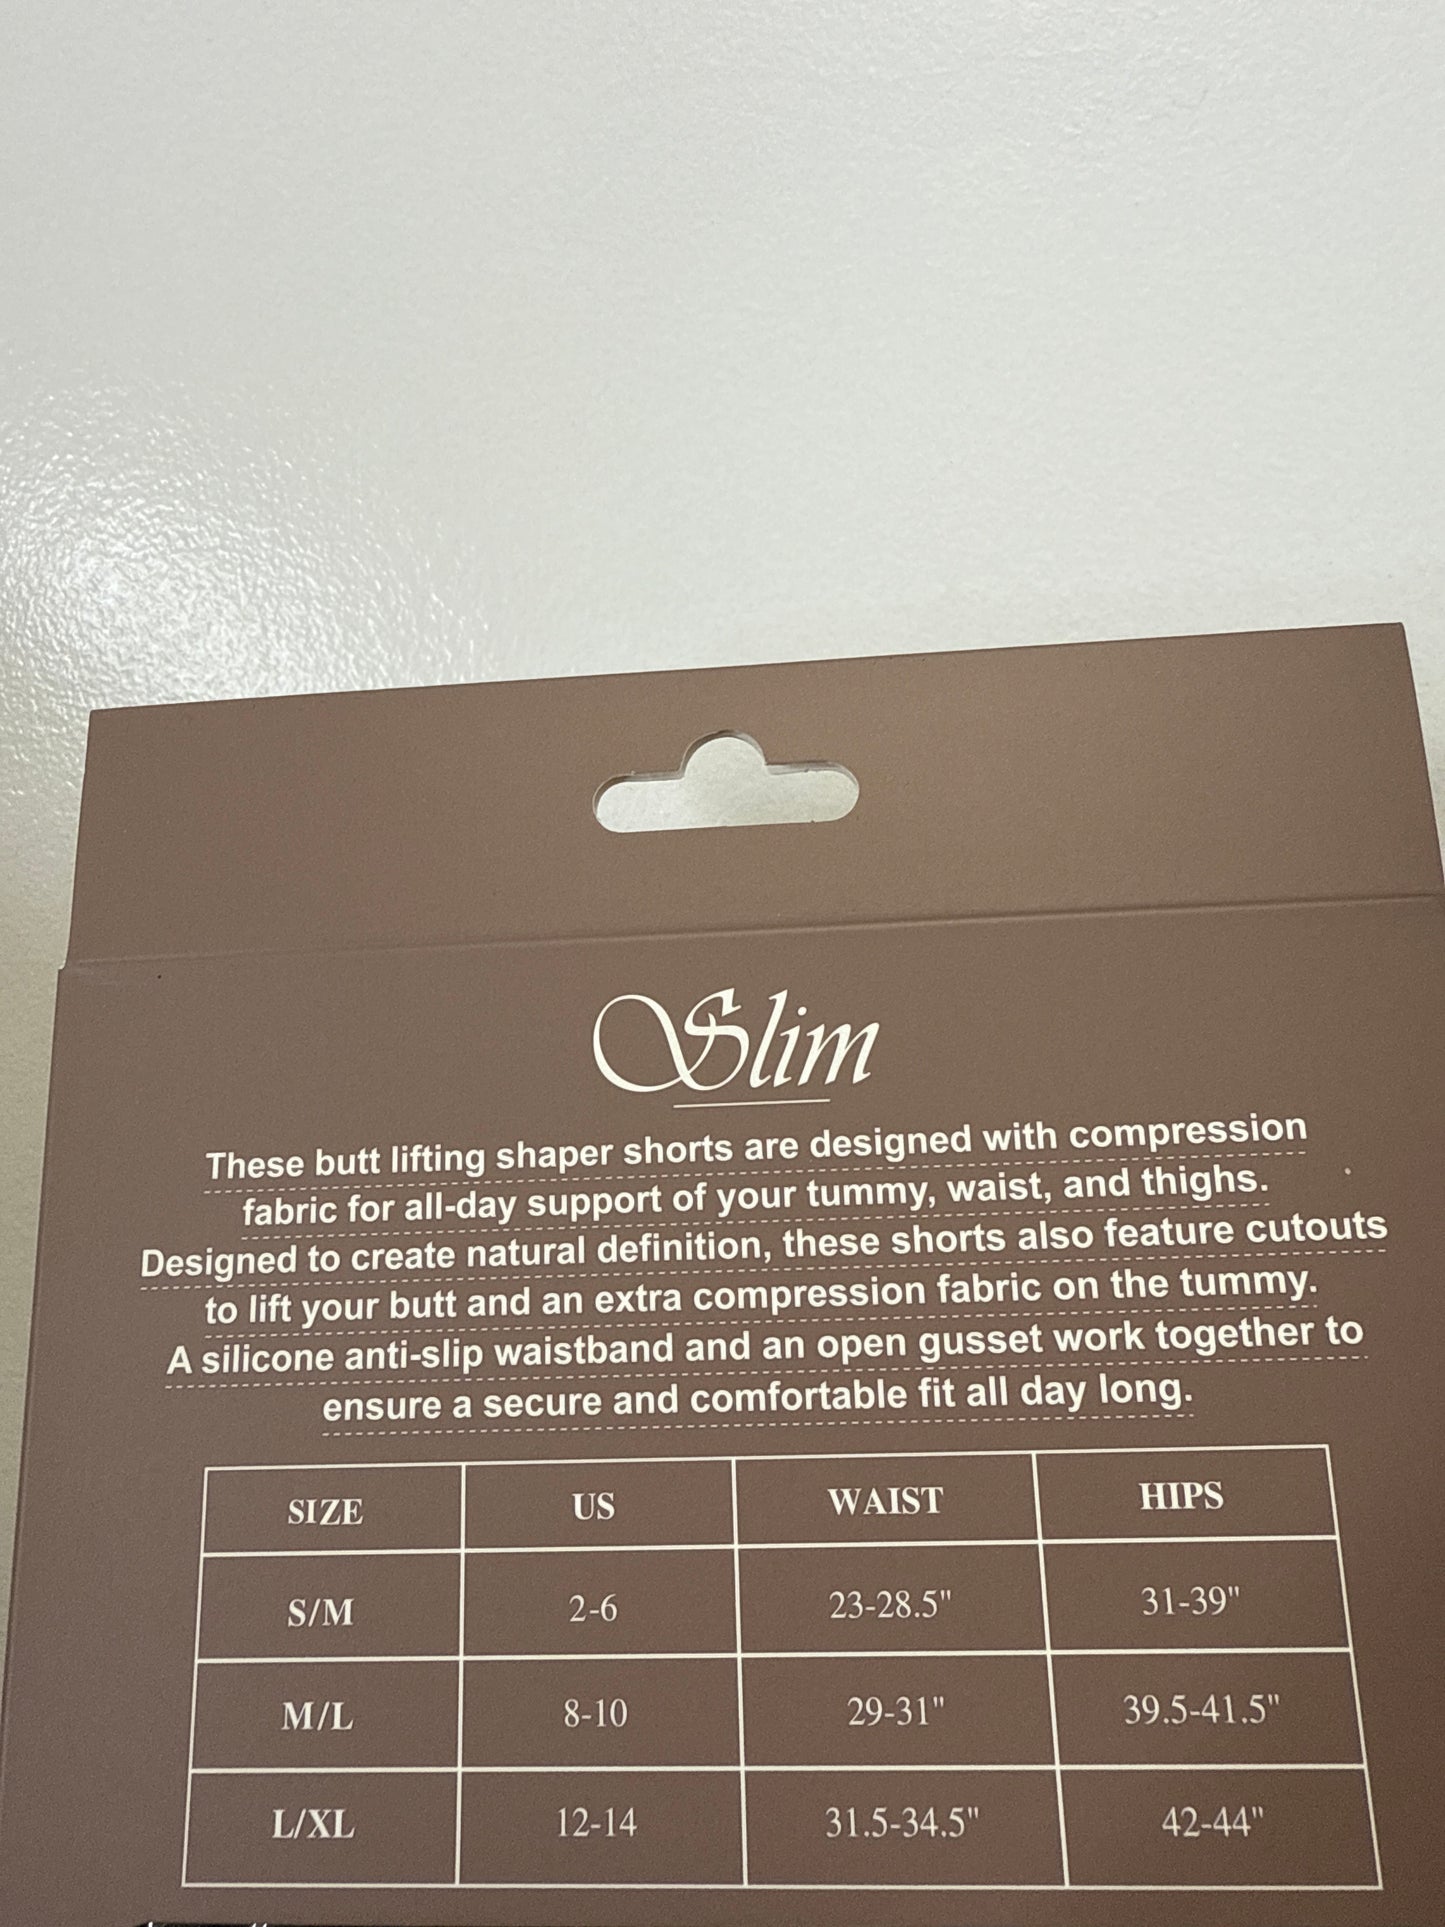 Slim
These butt lifting shaper shorts are designed with compression
fabric for all-day support of your tummy, waist, and thighs.
Designed to create natural definition, these shorts also feature cutouts
to lift your butt and an extra compression fabric on the tummy.
A silicone anti-slip waistband and an open gusset work together to
ensure a secure and comfortable fit all day long.
SIZE US WAIST HIPS
S/M 2-6 23-28.5" 31-39"
M/L 8-10 29-31" 39.5-41.5"
L/XL 12-14 31.5-34.5" 42-44"